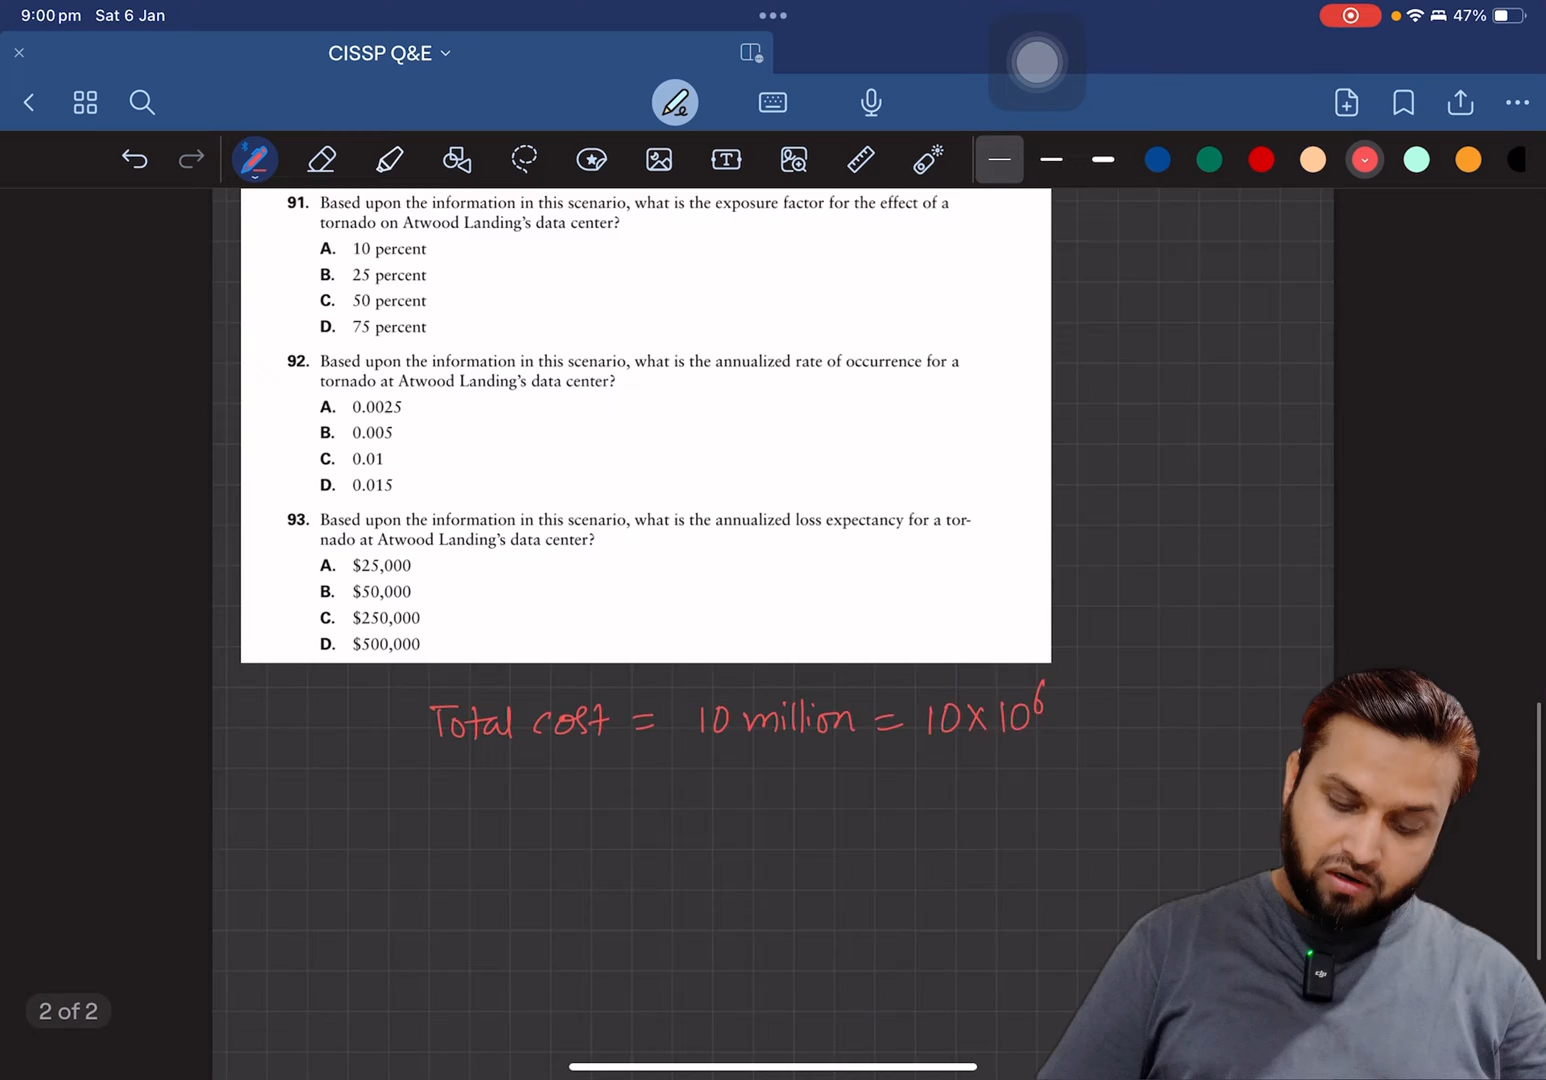 9:00 pm Sat 6 Jan
47%
CISSP Q&E
T
91. Based upon the information in this scenario, what is the exposure factor for the effect of a
tornado on Atwood Landing's data center?
A. 10 percent
B. 25 percent
C. 50 percent
D. 75 percent
92. Based upon the information in this scenario, what is the annualized rate of occurrence for a
tornado at Atwood Landing's data center?
A. 0.0025
B. 0.005
C. 0.01
D. 0.015
93. Based upon the information in this scenario, what is the annualized loss expectancy for a tor-
nado at Atwood Landing's data center?
A. $25,000
B. $50,000
C. $250,000
D. $500,000
Total cost = 10 million = 10 X 10⁶
dji
2 of 2